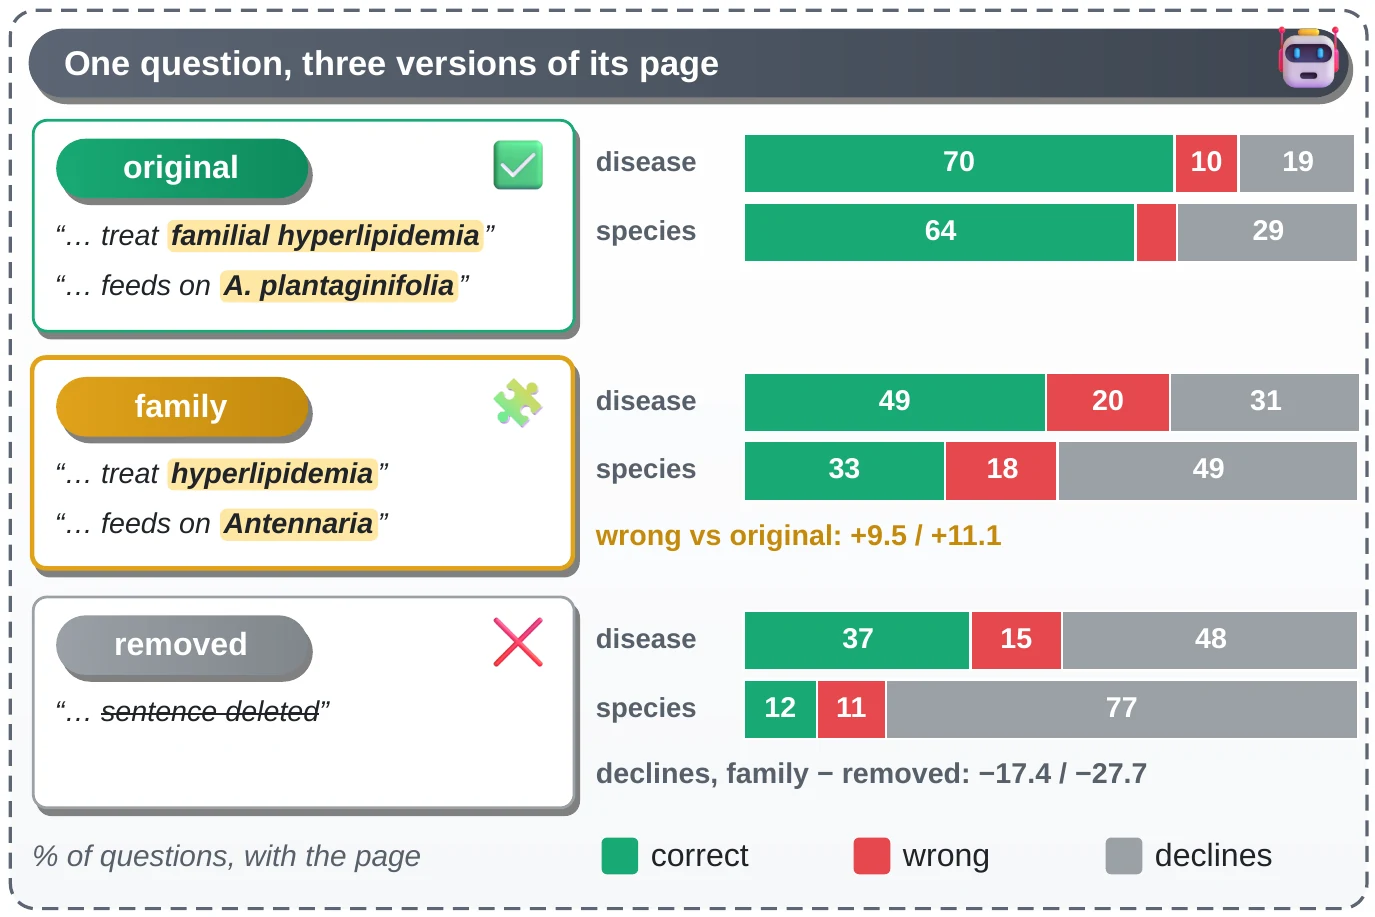 One question, three versions of its page
original
“… treat familial hyperlipidemia”
“… feeds on A. plantaginifolia”
disease 70 10 19
species 64 29
family
“… treat hyperlipidemia”
“… feeds on Antennaria”
disease 49 20 31
species 33 18 49
wrong vs original: +9.5 / +11.1
removed
“… sentence deleted”
disease 37 15 48
species 12 11 77
declines, family − removed: −17.4 / −27.7
% of questions, with the page
correct wrong declines